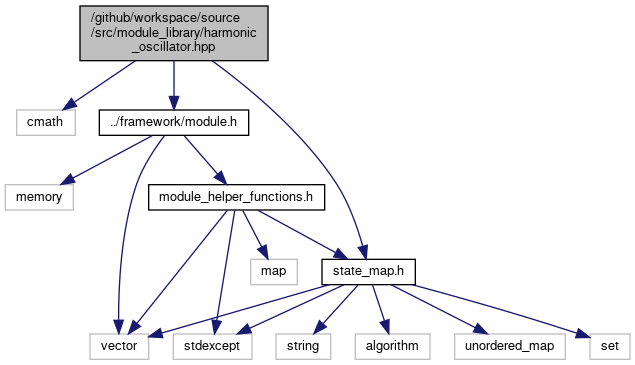 /github/workspace/source
/src/module_library/harmonic
_oscillator.hpp
cmath
../framework/module.h
memory
module_helper_functions.h
map
state_map.h
vector
stdexcept
string
algorithm
unordered_map
set